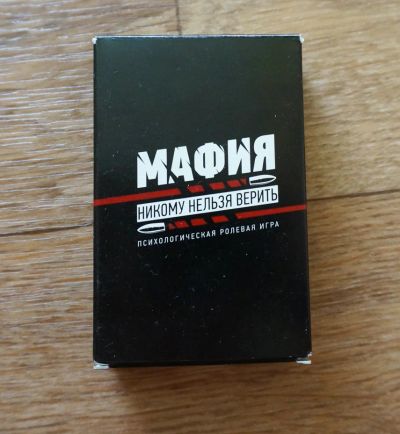 МАФИЯ
НИКОМУ НЕЛЬЗЯ ВЕРИТЬ
ПСИХОЛОГИЧЕСКАЯ РОЛЕВАЯ ИГРА